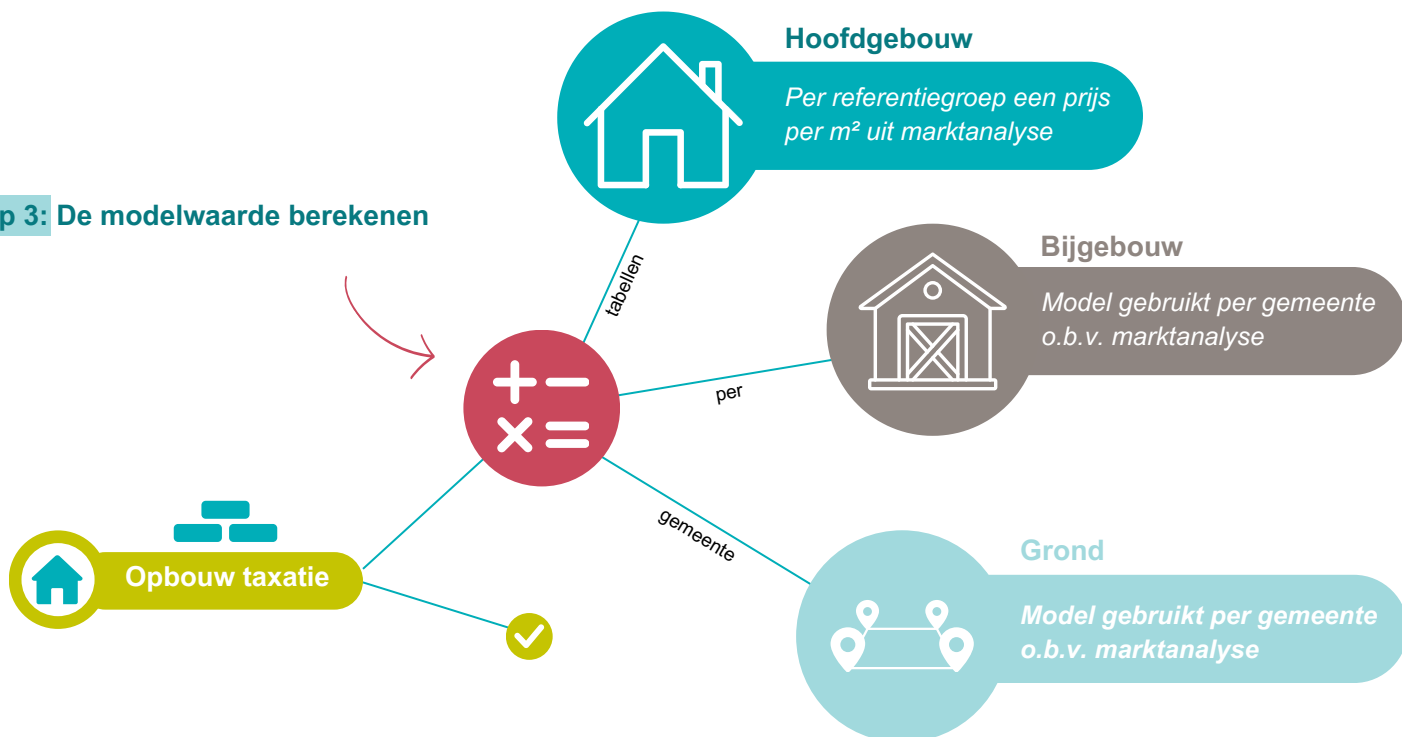 Hoofdgebouw
Per referentiegroep een prijs
per m² uit marktanalyse
p 3: De modelwaarde berekenen
tabellen
Bijgebouw
Model gebruikt per gemeente
o.b.v. marktanalyse
per
gemeente
Grond
Model gebruikt per gemeente
o.b.v. marktanalyse
Opbouw taxatie